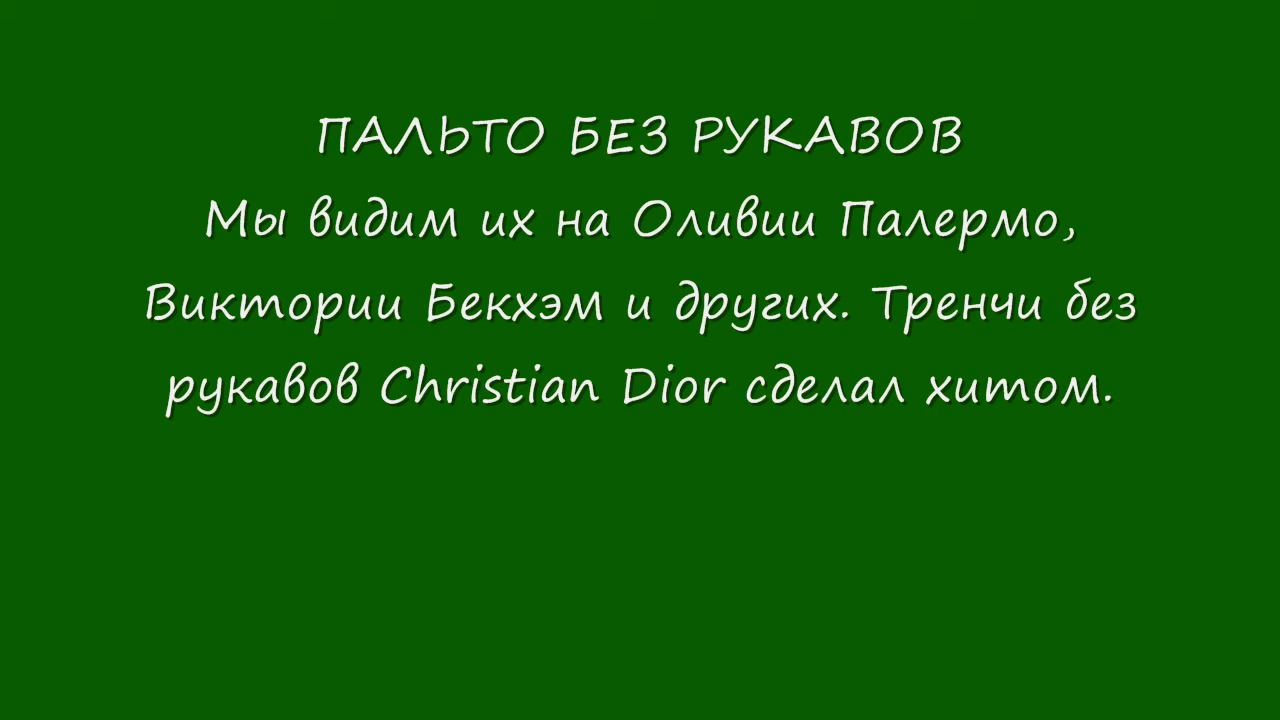 ПАЛЬТО БЕЗ РУКАВОВ
Мы видим их на Оливии Палермо,
Виктории Бекхэм и других. Тренчи без
рукавов Christian Dior сделал хитом.